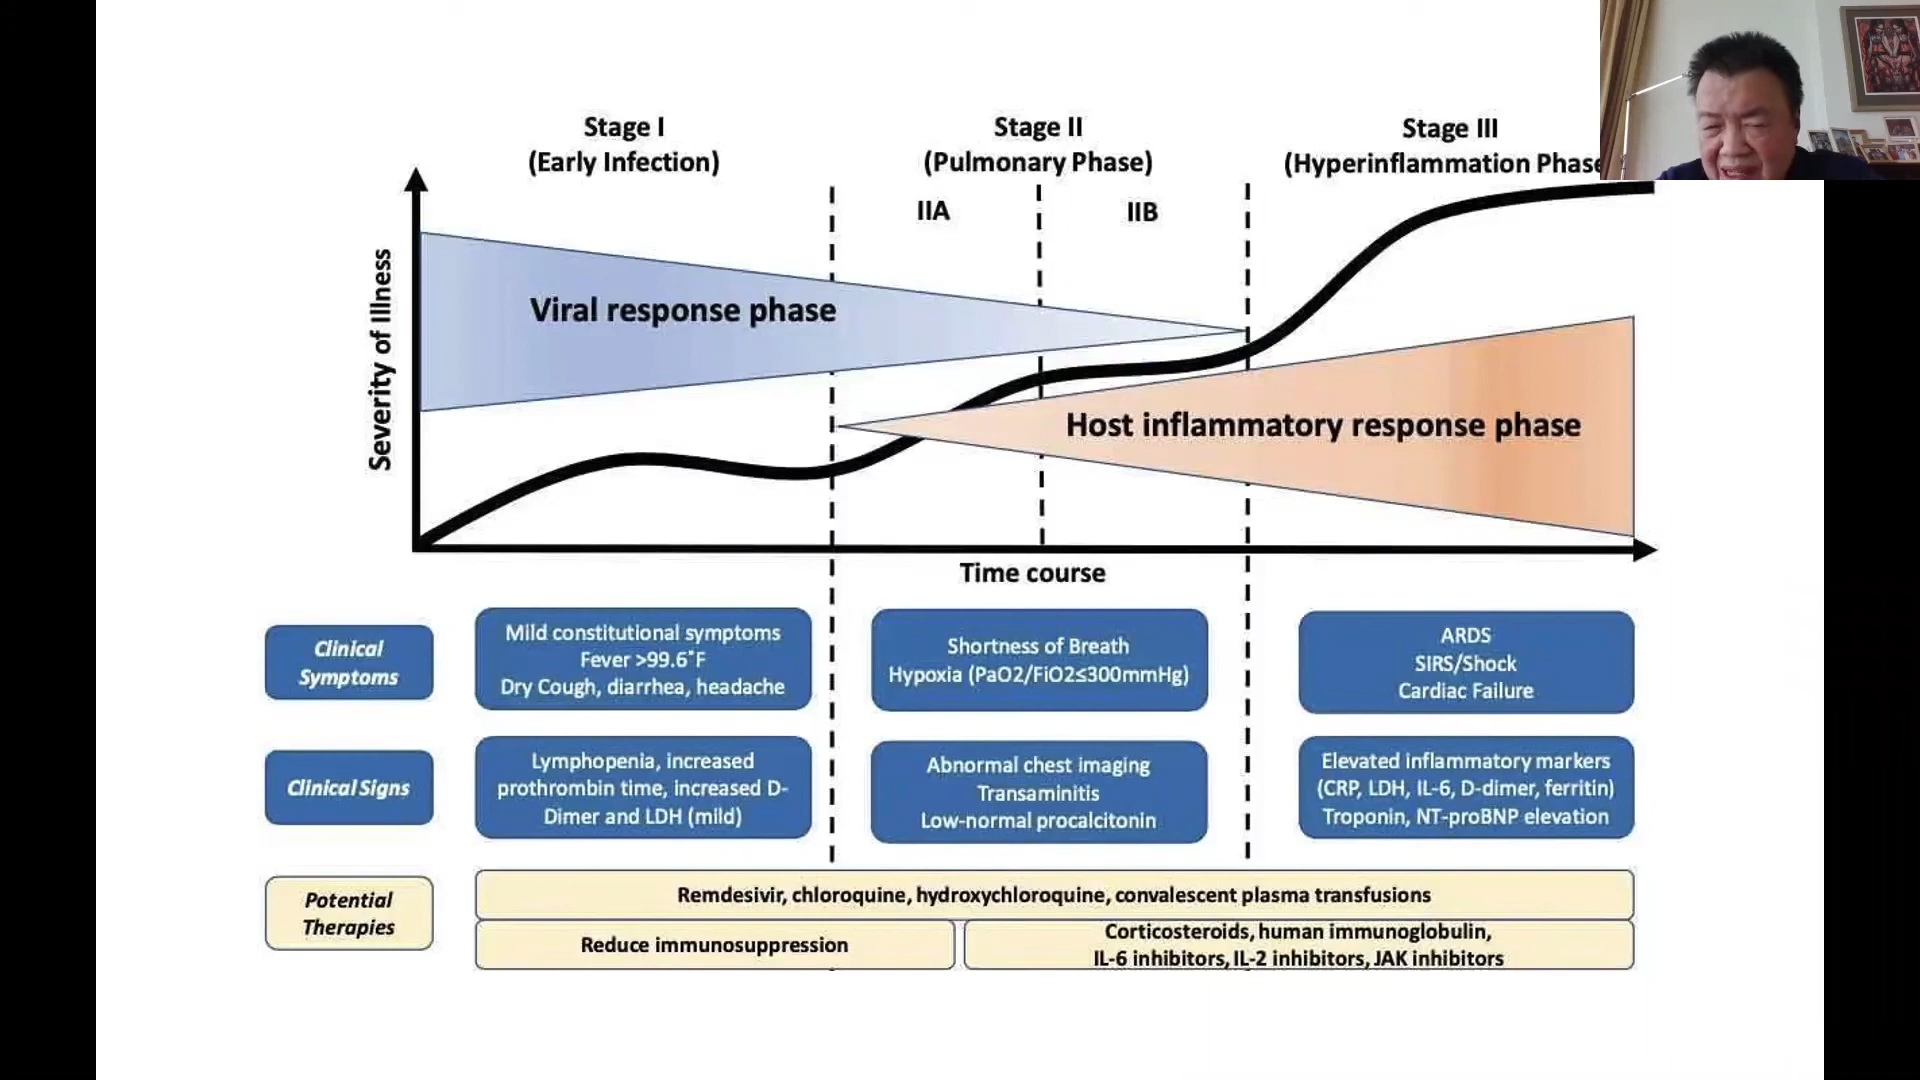 Stage I
(Early Infection)
Stage II
(Pulmonary Phase)
Stage III
(Hyperinflammation Phase
IIA
IIB
Severity of Illness
Viral response phase
Host inflammatory response phase
Time course
Clinical
Symptoms
Mild constitutional symptoms
Fever >99.6°F
Dry Cough, diarrhea, headache
Shortness of Breath
Hypoxia (PaO2/FiO2≤300mmHg)
ARDS
SIRS/Shock
Cardiac Failure
Clinical Signs
Lymphopenia, increased
prothrombin time, increased D-
Dimer and LDH (mild)
Abnormal chest imaging
Transaminitis
Low-normal procalcitonin
Elevated inflammatory markers
(CRP, LDH, IL-6, D-dimer, ferritin)
Troponin, NT-proBNP elevation
Potential
Therapies
Remdesivir, chloroquine, hydroxychloroquine, convalescent plasma transfusions
Reduce immunosuppression
Corticosteroids, human immunoglobulin,
IL-6 inhibitors, IL-2 inhibitors, JAK inhibitors